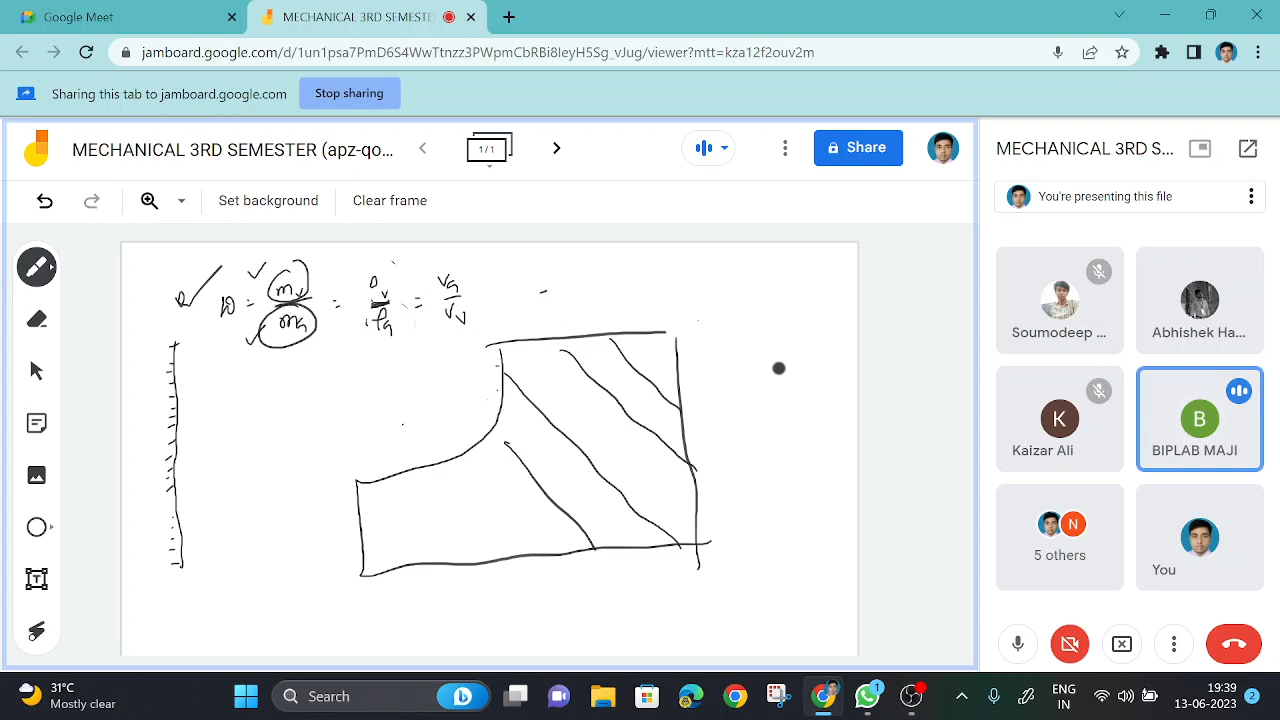 Google Meet
MECHANICAL 3RD SEMESTER
jamboard.google.com/d/1un1psa7PmD6S4WwTtnzz3PWpmCbRBi8leyH5Sg_vJug/viewer?mtt=kza12f2ouv2m
Sharing this tab to jamboard.google.com
Stop sharing
MECHANICAL 3RD SEMESTER (apz-qo...
1/1
Share
MECHANICAL 3RD S...
You're presenting this file
Set background
Clear frame
Soumodeep ...
Abhishek Ha...
K
Kaizar Ali
B
BIPLAB MAJI
N
5 others
You
31°C
Mostly clear
Search
1
ENG
IN
19:39
13-06-2023
2